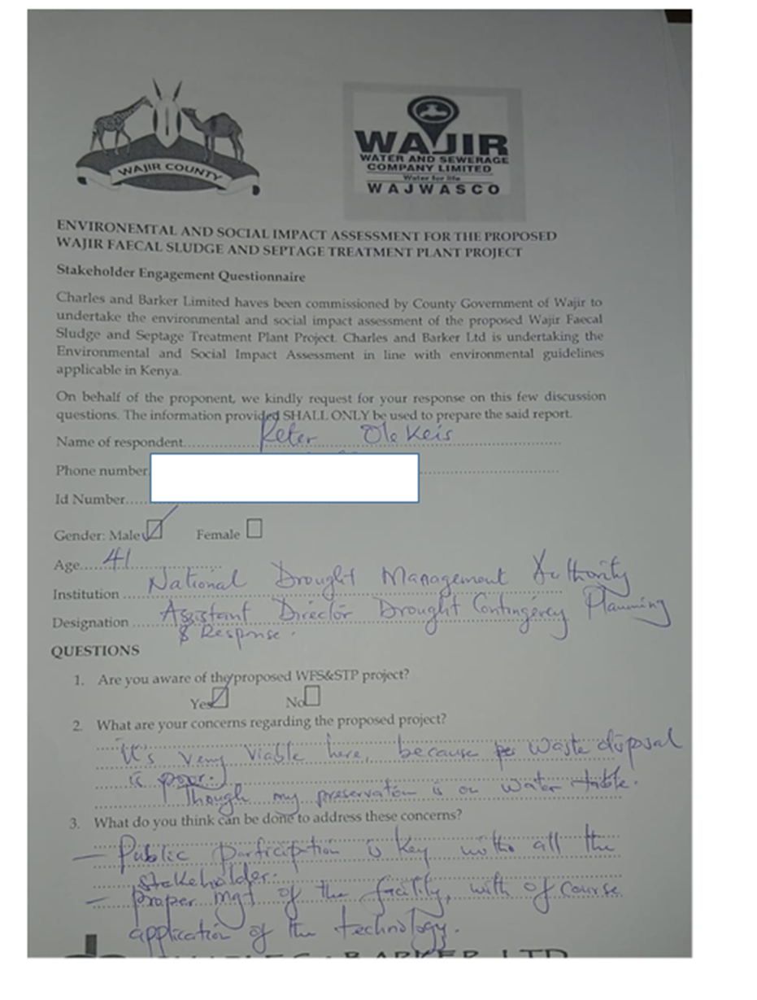 WAJIR COUNTY
WAJIR
WATER AND SEWERAGE
COMPANY LIMITED
Water for life
WAJWASCO
ENVIRONEMTAL AND SOCIAL IMPACT ASSESSMENT FOR THE PROPOSED
WAJIR FAECAL SLUDGE AND SEPTAGE TREATMENT PLANT PROJECT
Stakeholder Engagement Questionnaire
Charles and Barker Limited haves been commissioned by County Government of Wajir to
undertake the environmental and social impact assessment of the proposed Wajir Faecal
Sludge and Septage Treatment Plant Project. Charles and Barker Ltd is undertaking the
Environmental and Social Impact Assessment in line with environmental guidelines
applicable in Kenya.
On behalf of the proponent, we kindly request for your response on this few discussion
questions. The information provided SHALL ONLY be used to prepare the said report.
Name of respondent Peter Ole Keis
Phone number
Id Number
Gender: Male Female
Age 41
Institution National Drought Management Authority
Designation Assistant Director Drought Contingency Planning
& Response.
QUESTIONS
1. Are you aware of the proposed WFS&STP project?
Yes No
2. What are your concerns regarding the proposed project?
It's very viable here, because waste disposal
is poor.
Though my preservation is on water table.
3. What do you think can be done to address these concerns?
- Public participation is key with all the
stakeholder.
- proper mgt of the facility, with of course
application of the technology.
BARKER LTD